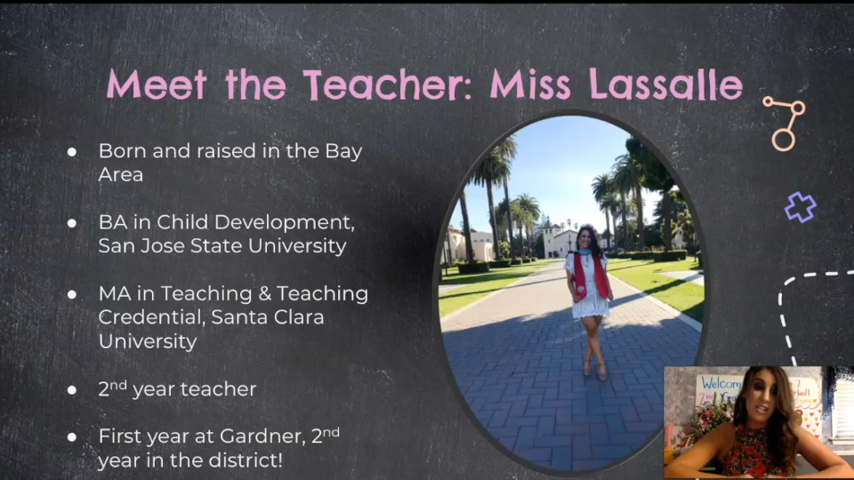 Meet the Teacher: Miss Lassalle
● Born and raised in the Bay
Area
● BA in Child Development,
San Jose State University
● MA in Teaching & Teaching
Credential, Santa Clara
University
● 2nd year teacher
● First year at Gardner, 2nd
year in the district!
Welcome